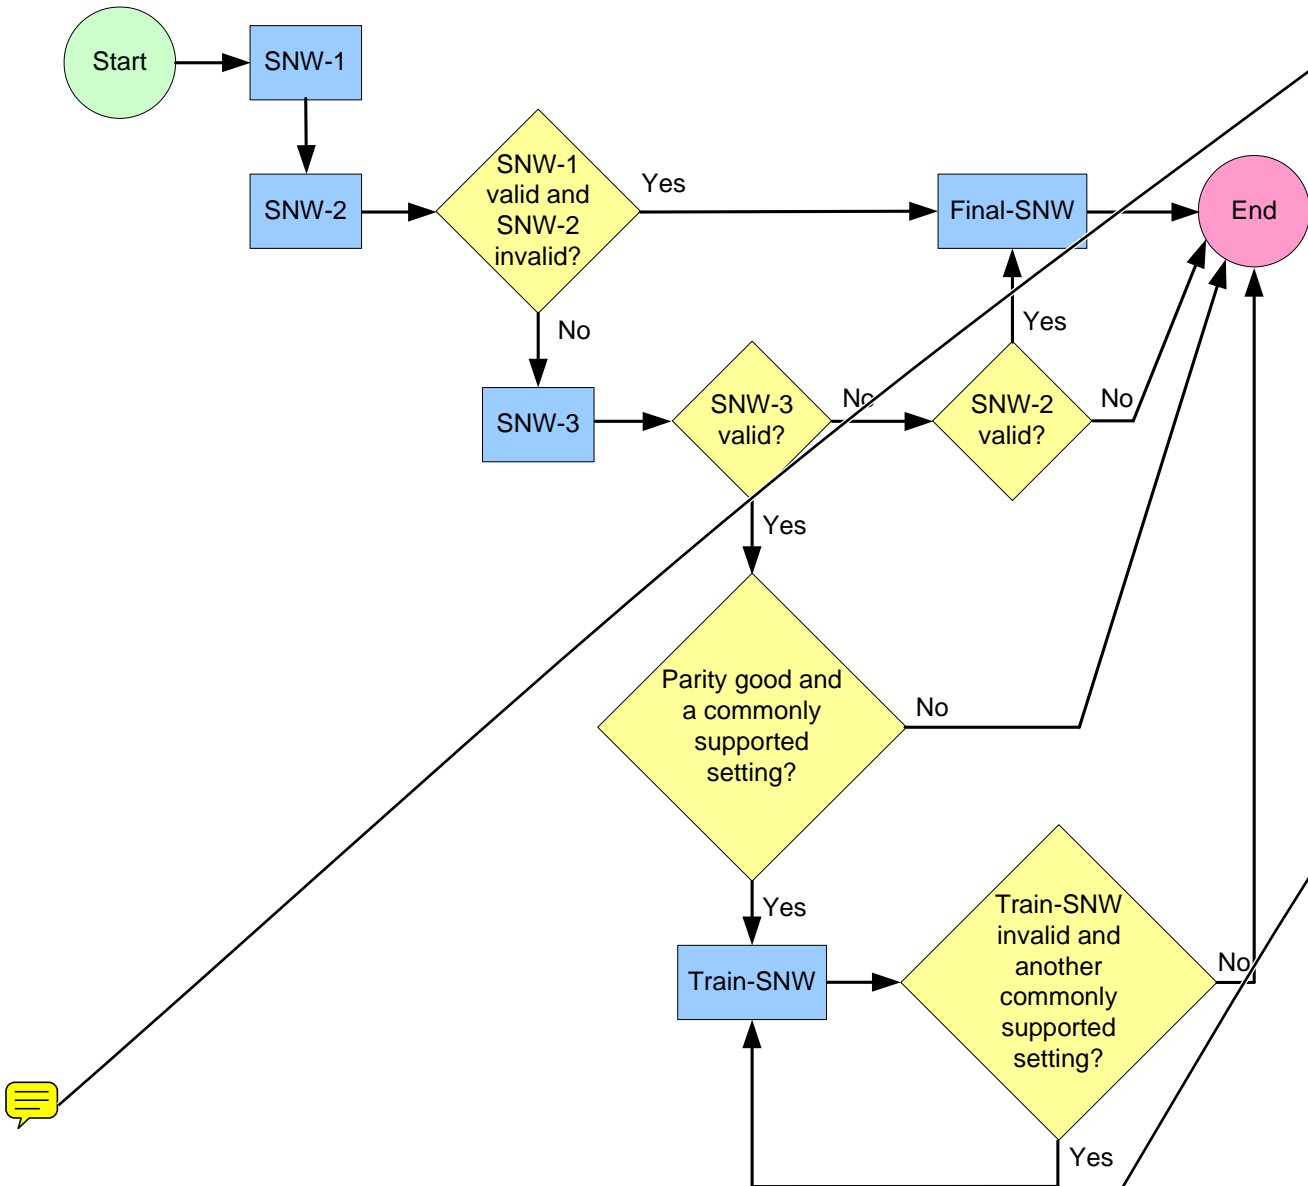 Start
SNW-1
SNW-2
SNW-1
valid and
SNW-2
invalid?
Yes
Final-SNW
End
No
SNW-3
SNW-3
valid?
No
SNW-2
valid?
Yes
No
Yes
Parity good and
a commonly
supported
setting?
No
Yes
Train-SNW
Train-SNW
invalid and
another
commonly
supported
setting?
No
Yes